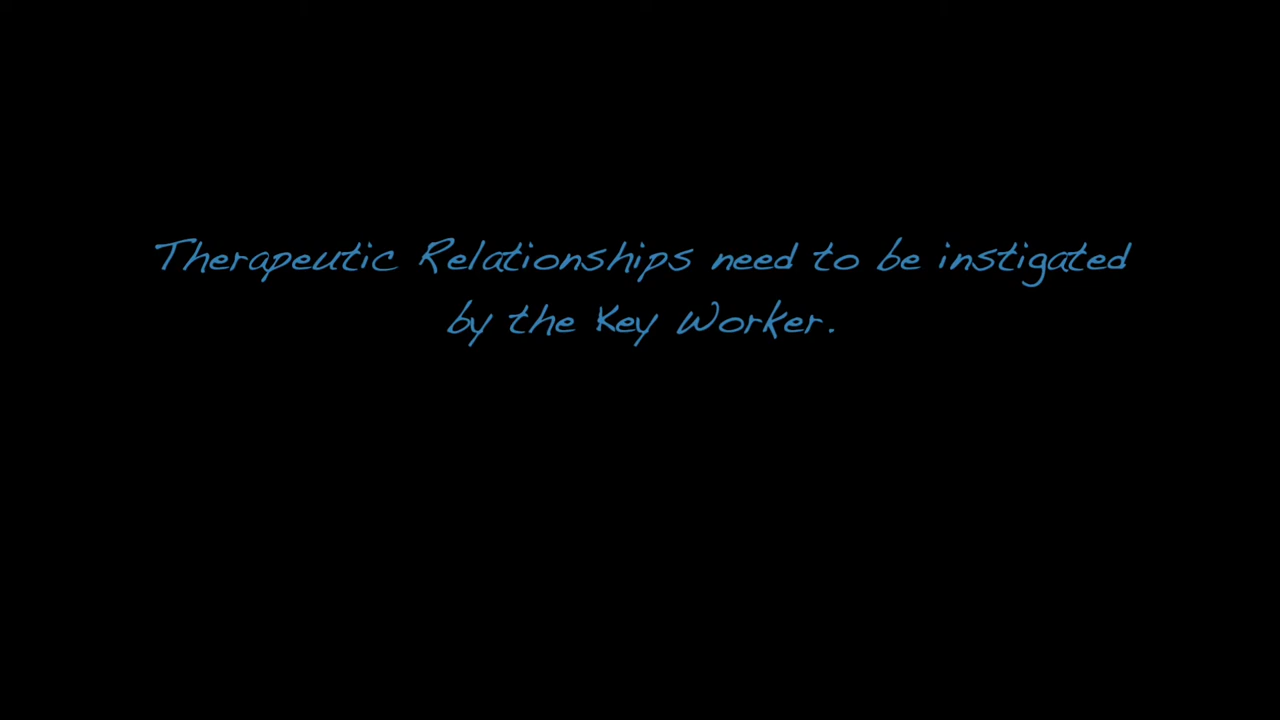 Therapeutic Relationships need to be instigated
by the Key Worker.